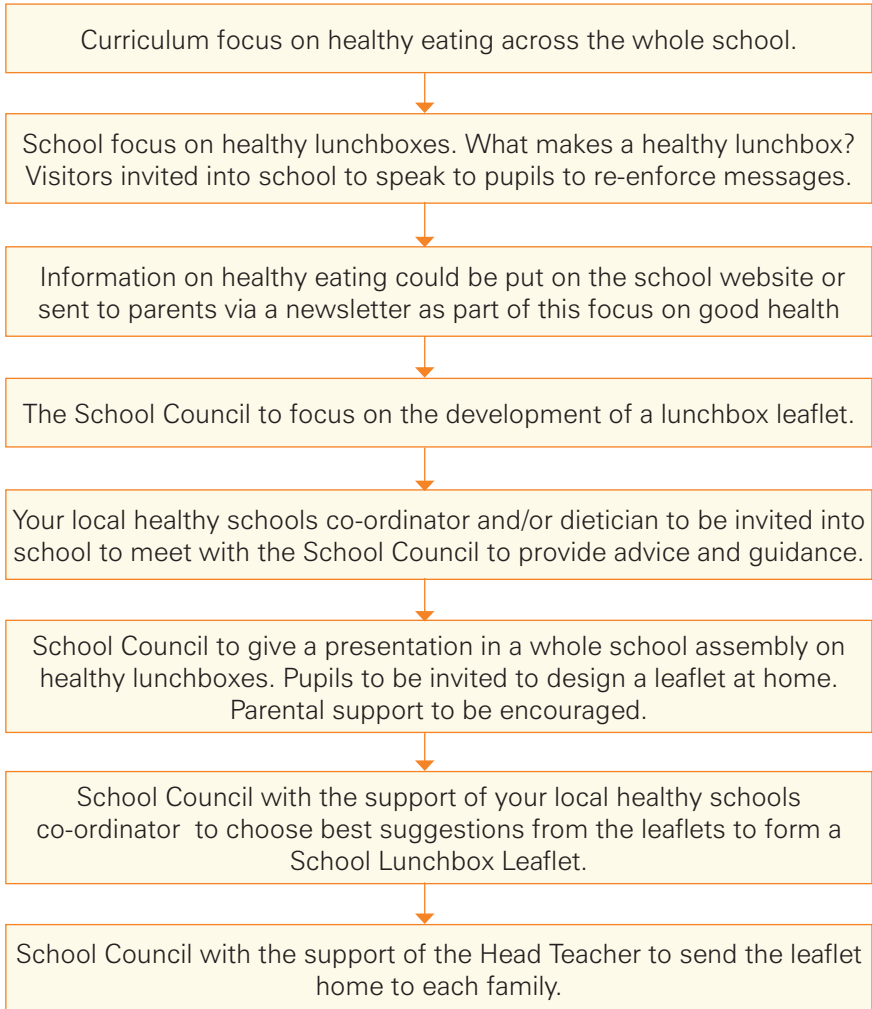 Curriculum focus on healthy eating across the whole school.
School focus on healthy lunchboxes. What makes a healthy lunchbox?
Visitors invited into school to speak to pupils to re-enforce messages.
Information on healthy eating could be put on the school website or
sent to parents via a newsletter as part of this focus on good health
The School Council to focus on the development of a lunchbox leaflet.
Your local healthy schools co-ordinator and/or dietician to be invited into
school to meet with the School Council to provide advice and guidance.
School Council to give a presentation in a whole school assembly on
healthy lunchboxes. Pupils to be invited to design a leaflet at home.
Parental support to be encouraged.
School Council with the support of your local healthy schools
co-ordinator to choose best suggestions from the leaflets to form a
School Lunchbox Leaflet.
School Council with the support of the Head Teacher to send the leaflet
home to each family.